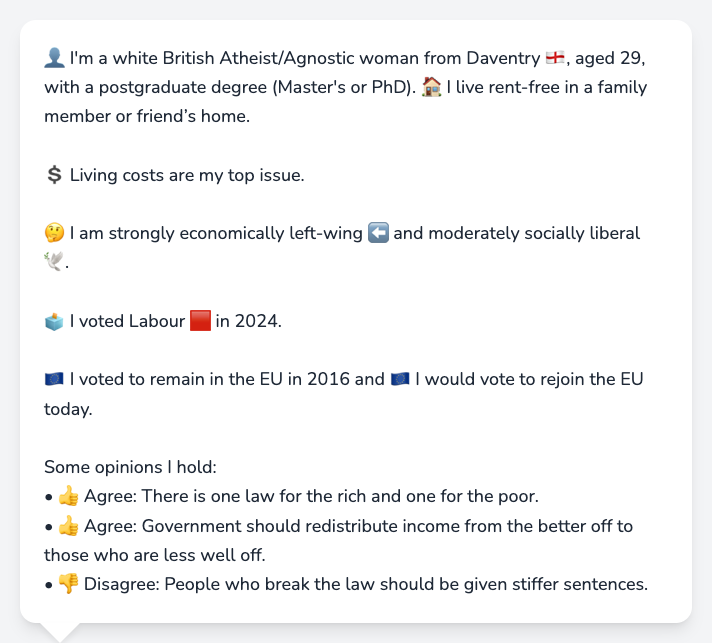 👤 I'm a white British Atheist/Agnostic woman from Daventry 🏴󠁧󠁢󠁥󠁮󠁧󠁿, aged 29,
with a postgraduate degree (Master's or PhD). 🏠 I live rent-free in a family
member or friend’s home.
💲 Living costs are my top issue.
🤔 I am strongly economically left-wing ⬅️ and moderately socially liberal
🕊️.
🗳️ I voted Labour 🟥 in 2024.
🇪🇺 I voted to remain in the EU in 2016 and 🇪🇺 I would vote to rejoin the EU
today.
Some opinions I hold:
• 👍 Agree: There is one law for the rich and one for the poor.
• 👍 Agree: Government should redistribute income from the better off to
those who are less well off.
• 👎 Disagree: People who break the law should be given stiffer sentences.